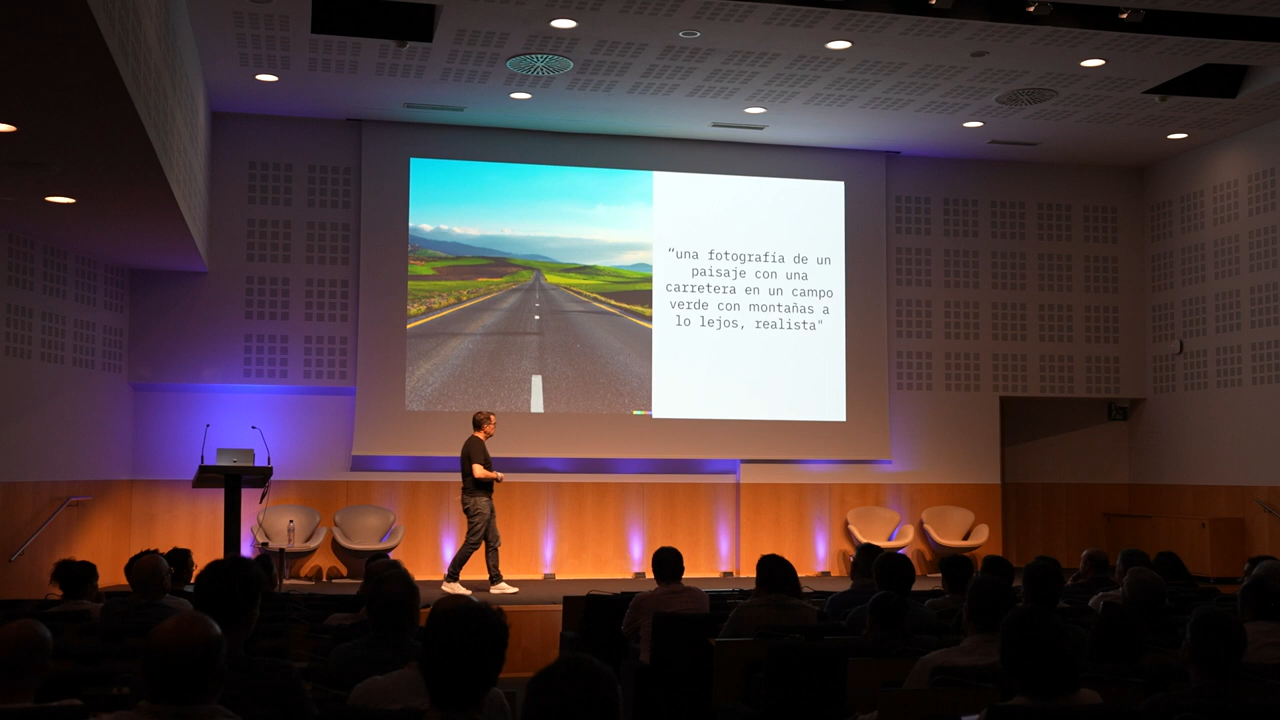 “una fotografía de un
paisaje con una
carretera en un campo
verde con montañas a
lo lejos, realista"